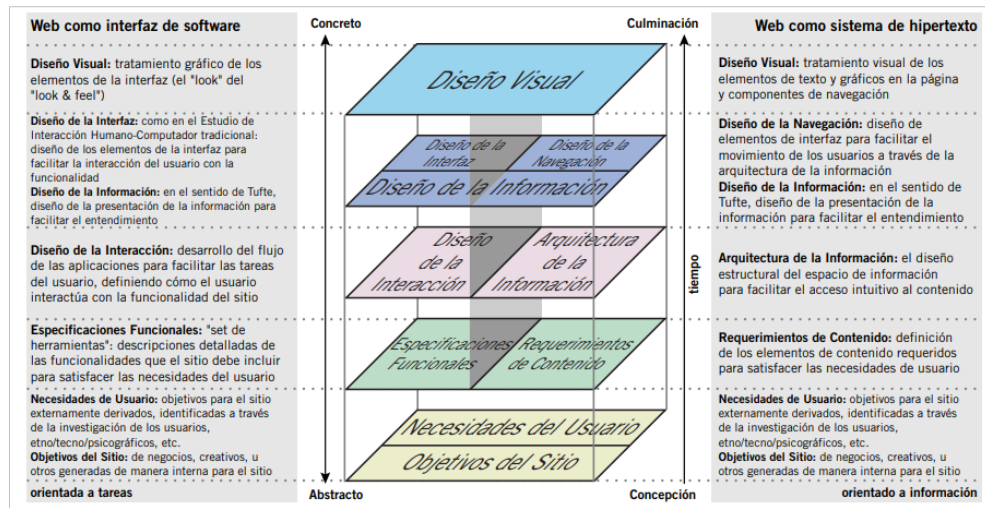 Web como interfaz de software
Diseño Visual: tratamiento gráfico de los
elementos de la interfaz (el "look" del
"look & feel")
Diseño de la Interfaz: como en el Estudio de
Interacción Humano-Computador tradicional:
diseño de los elementos de la interfaz para
facilitar la interacción del usuario con la
funcionalidad
Diseño de la Información: en el sentido de Tufte,
diseño de la presentación de la información para
facilitar el entendimiento
Diseño de la Interacción: desarrollo del flujo
de las aplicaciones para facilitar las tareas
del usuario, definiendo cómo el usuario
interactúa con la funcionalidad del sitio
Especificaciones Funcionales: "set de
herramientas": descripciones detalladas de
las funcionalidades que el sitio debe incluir
para satisfacer las necesidades del usuario
Necesidades de Usuario: objetivos para el sitio
externamente derivados, identificadas a través
de la investigación de los usuarios,
etno/tecno/psicográficos, etc.
Objetivos del Sitio: de negocios, creativos, u
otros generadas de manera interna para el sitio
orientada a tareas
Concreto
Culminación
Diseño Visual
Diseño de la
Interfaz
Diseño de la
Navegación
Diseño de la Información
Diseño
de la
Interacción
Arquitectura
de la
Información
Especificaciones
Funcionales
Requerimientos
de Contenido
Necesidades del Usuario
Objetivos del Sitio
tiempo
Abstracto
Concepción
Web como sistema de hipertexto
Diseño Visual: tratamiento visual de los
elementos de texto y gráficos en la página
y componentes de navegación
Diseño de la Navegación: diseño de
elementos de interfaz para facilitar el
movimiento de los usuarios a través de la
arquitectura de la información
Diseño de la Información: en el sentido de
Tufte, diseño de la presentación de la
información para facilitar el entendimiento
Arquitectura de la Información: el diseño
estructural del espacio de información
para facilitar el acceso intuitivo al contenido
Requerimientos de Contenido: definición
de los elementos de contenido requeridos
para satisfacer las necesidades de usuario
Necesidades de Usuario: objetivos para el sitio
externamente derivados, identificadas a través
de la investigación de los usuarios,
etno/tecno/psicográficos, etc.
Objetivos del Sitio: de negocios, creativos, u
otros generadas de manera interna para el sitio
orientado a información